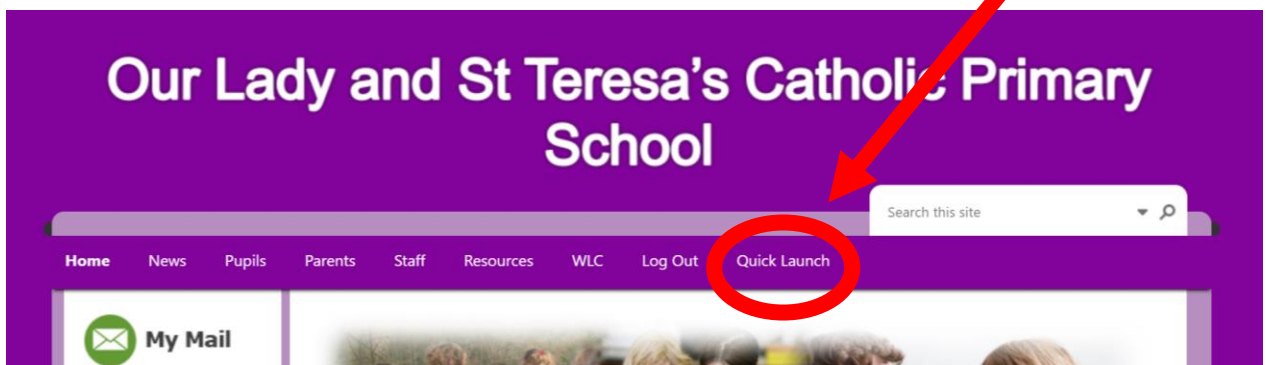 Our Lady and St Teresa's Catholic Primary
School
Search this site
Home News Pupils Parents Staff Resources WLC Log Out Quick Launch
My Mail